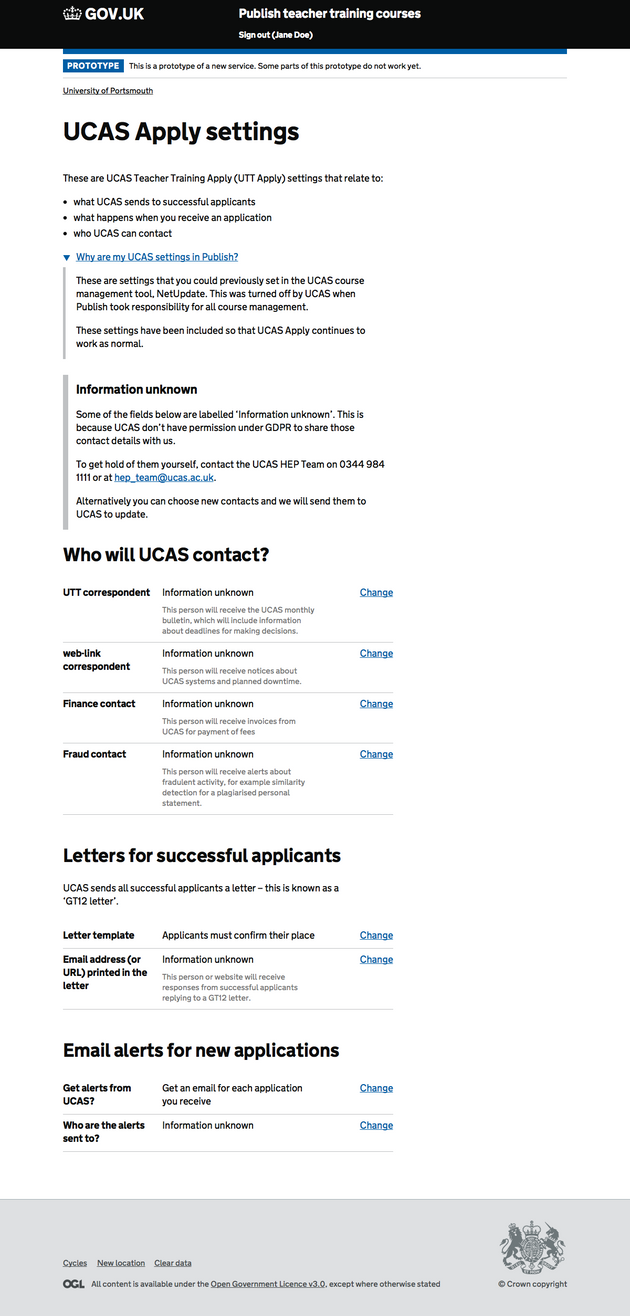 GOV.UK
Publish teacher training courses
Sign out (Jane Doe)
PROTOTYPE This is a prototype of a new service. Some parts of this prototype do not work yet.
University of Portsmouth
UCAS Apply settings
These are UCAS Teacher Training Apply (UTT Apply) settings that relate to:
• what UCAS sends to successful applicants
• what happens when you receive an application
• who UCAS can contact
▼ Why are my UCAS settings in Publish?
These are settings that you could previously set in the UCAS course
management tool, NetUpdate. This was turned off by UCAS when
Publish took responsibility for all course management.
These settings have been included so that UCAS Apply continues to
work as normal.
Information unknown
Some of the fields below are labelled ‘Information unknown’. This is
because UCAS don’t have permission under GDPR to share those
contact details with us.
To get hold of them yourself, contact the UCAS HEP Team on 0344 984
1111 or at hep_team@ucas.ac.uk.
Alternatively you can choose new contacts and we will send them to
UCAS to update.
Who will UCAS contact?
UTT correspondent Information unknown Change
This person will receive the UCAS monthly
bulletin, which will include information
about deadlines for making decisions.
web-link Information unknown Change
correspondent
This person will receive notices about
UCAS systems and planned downtime.
Finance contact Information unknown Change
This person will receive invoices from
UCAS for payment of fees
Fraud contact Information unknown Change
This person will receive alerts about
fradulent activity, for example similarity
detection for a plagiarised personal
statement.
Letters for successful applicants
UCAS sends all successful applicants a letter – this is known as a
‘GT12 letter’.
Letter template Applicants must confirm their place Change
Email address (or Information unknown Change
URL) printed in the
letter
This person or website will receive
responses from successful applicants
replying to a GT12 letter.
Email alerts for new applications
Get alerts from Get an email for each application Change
UCAS? you receive
Who are the alerts Information unknown Change
sent to?
Cycles New location Clear data
OGL All content is available under the Open Government Licence v3.0, except where otherwise stated
© Crown copyright